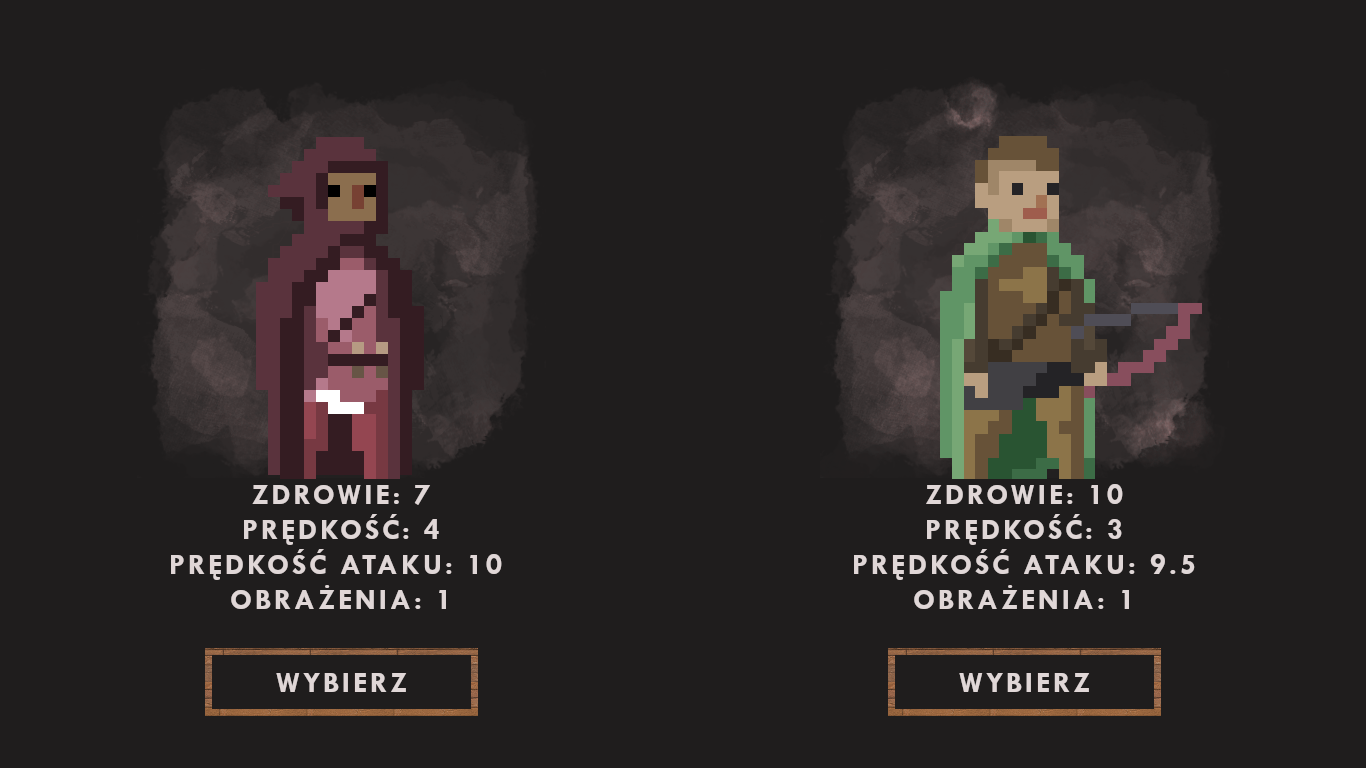 ZDROWIE: 7
PRĘDKOŚĆ: 4
PRĘDKOŚĆ ATAKU: 10
OBRAŻENIA: 1
WYBIERZ
ZDROWIE: 10
PRĘDKOŚĆ: 3
PRĘDKOŚĆ ATAKU: 9.5
OBRAŻENIA: 1
WYBIERZ